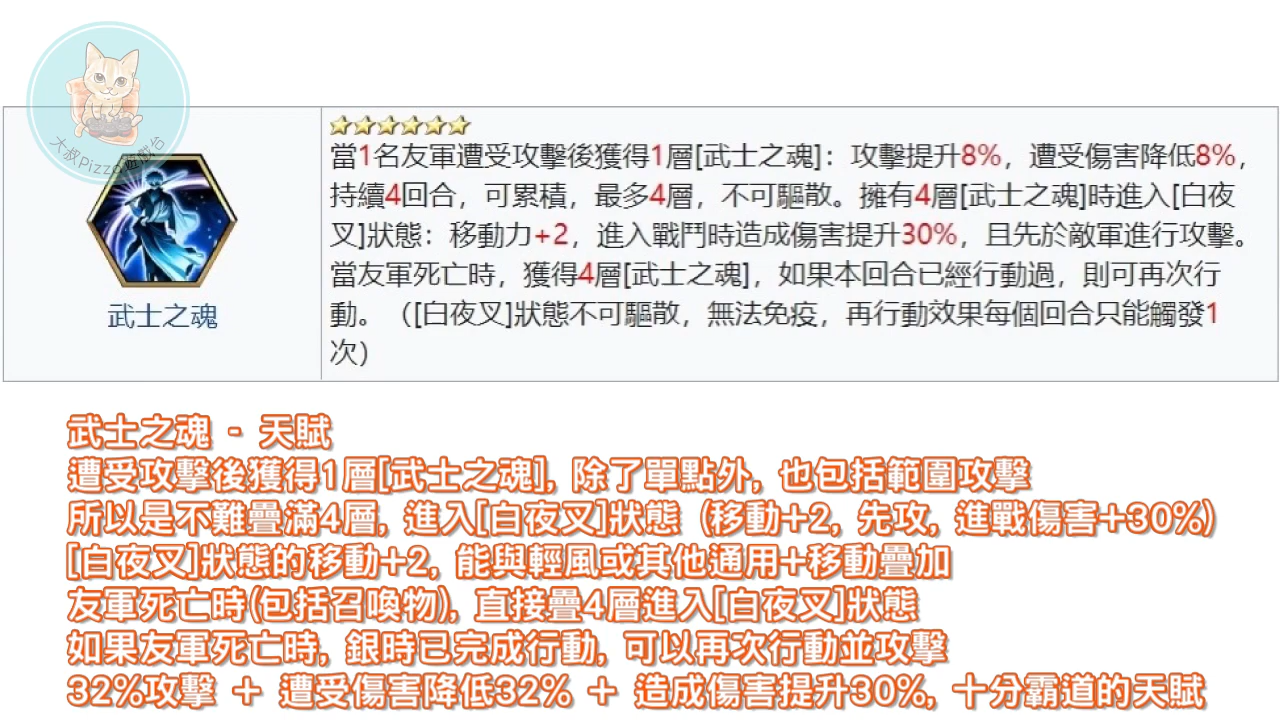 大叔Pizza遊戲台
當1名友軍遭受攻擊後獲得1層[武士之魂]：攻擊提升8%，遭受傷害降低8%，
持續4回合，可累積，最多4層，不可驅散。擁有4層[武士之魂]時進入[白夜
叉]狀態：移動力+2，進入戰鬥時造成傷害提升30%，且先於敵軍進行攻擊。
當友軍死亡時，獲得4層[武士之魂]，如果本回合已經行動過，則可再次行
動。（[白夜叉]狀態不可驅散，無法免疫，再行動效果每個回合只能觸發1
次）
武士之魂
武士之魂 - 天賦
遭受攻擊後獲得1層[武士之魂], 除了單點外, 也包括範圍攻擊
所以是不難疊滿4層, 進入[白夜叉]狀態 (移動+2, 先攻, 進戰傷害+30%)
[白夜叉]狀態的移動+2, 能與輕風或其他通用+移動疊加
友軍死亡時(包括召喚物), 直接疊4層進入[白夜叉]狀態
如果友軍死亡時, 銀時已完成行動, 可以再次行動並攻擊
32%攻擊 + 遭受傷害降低32% + 造成傷害提升30%, 十分霸道的天賦